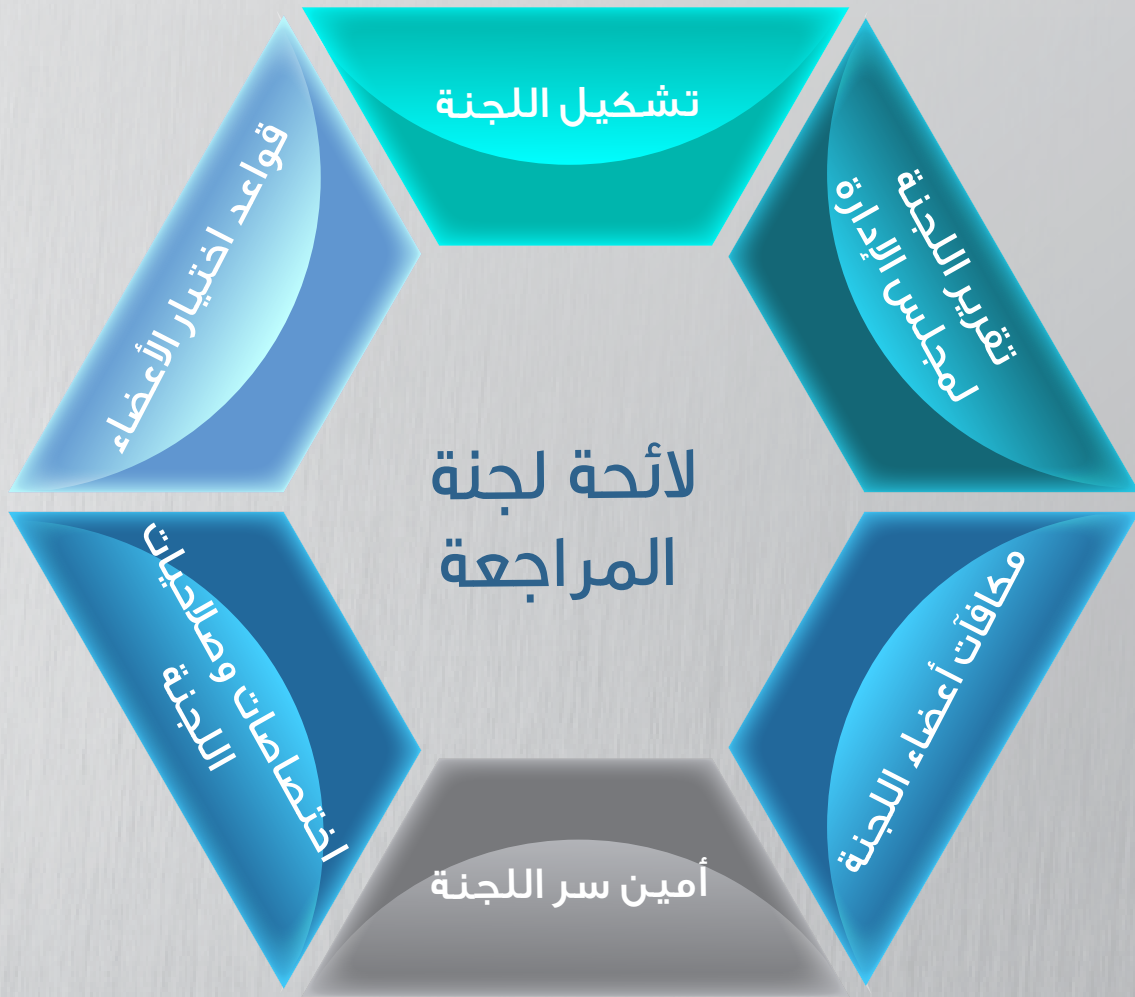 تشكيل اللجنة
قواعد اختيار الأعضاء
اختصاصات وصلاحيات
اللجنة
أمين سر اللجنة
مكافآت أعضاء اللجنة
تقرير اللجنة
لمجلس الإدارة
لائحة لجنة
المراجعة